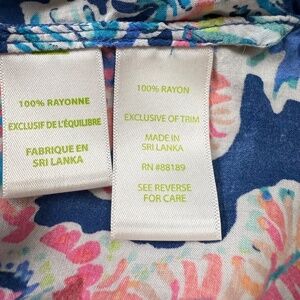 100% RAYONNE
EXCLUSIF DE L'ÉQUILIBRE
FABRIQUE EN
SRI LANKA
100% RAYON
EXCLUSIVE OF TRIM
MADE IN
SRI LANKA
RN #88189
SEE REVERSE
FOR CARE